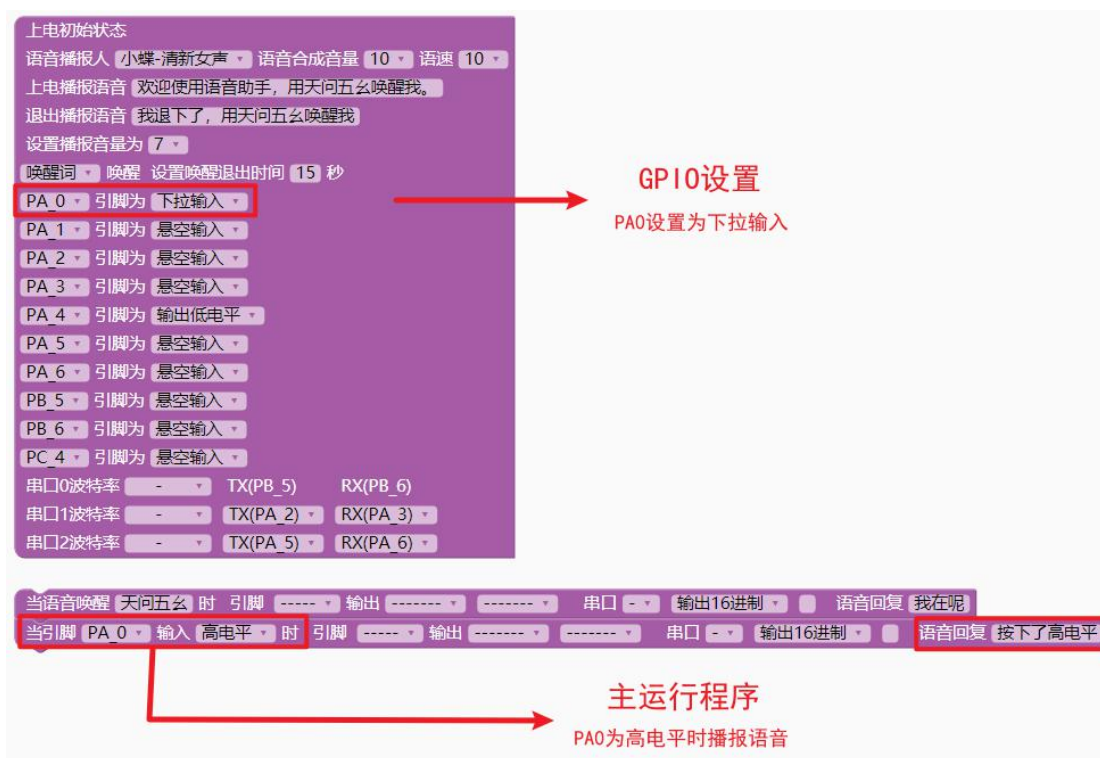 上电初始状态
语音播报人 小蝶-清新女声 语音合成音量 10 语速 10
上电播报语音 欢迎使用语音助手，用天问五幺唤醒我。
退出播报语音 我退下了，用天问五幺唤醒我
设置播报音量为 7
唤醒词 唤醒 设置唤醒退出时间 15 秒
PA_0 引脚为 下拉输入
PA_1 引脚为 悬空输入
PA_2 引脚为 悬空输入
PA_3 引脚为 悬空输入
PA_4 引脚为 输出低电平
PA_5 引脚为 悬空输入
PA_6 引脚为 悬空输入
PB_5 引脚为 悬空输入
PB_6 引脚为 悬空输入
PC_4 引脚为 悬空输入
串口0波特率 - TX(PB_5) RX(PB_6)
串口1波特率 - TX(PA_2) RX(PA_3)
串口2波特率 - TX(PA_5) RX(PA_6)
GPIO设置
PA0设置为下拉输入
当语音唤醒 天问五幺 时 引脚 ----- 输出 ------- ------- 串口 - 输出16进制 语音回复 我在呢
当引脚 PA_0 输入 高电平 时 引脚 ----- 输出 ------- ------- 串口 - 输出16进制 语音回复 按下了高电平
主运行程序
PA0为高电平时播报语音